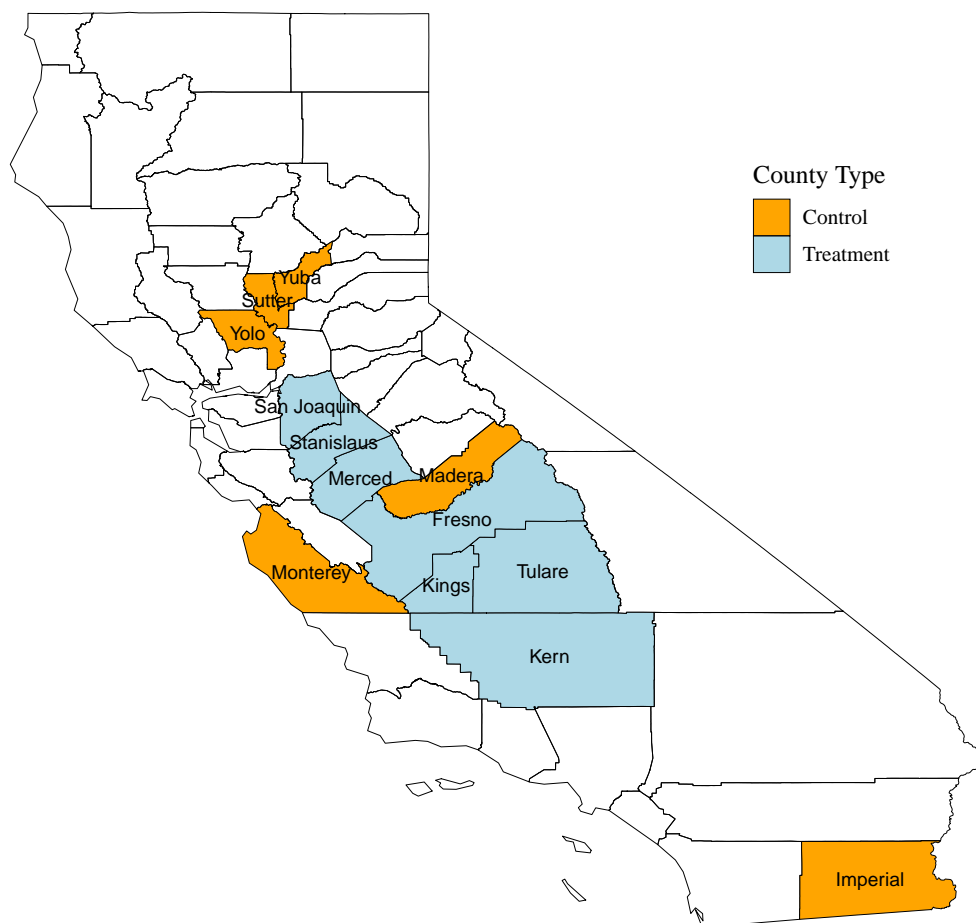 County Type
Control
Treatment
Yuba
Sutter
Yolo
San Joaquin
Stanislaus
Merced
Madera
Fresno
Monterey
Kings
Tulare
Kern
Imperial